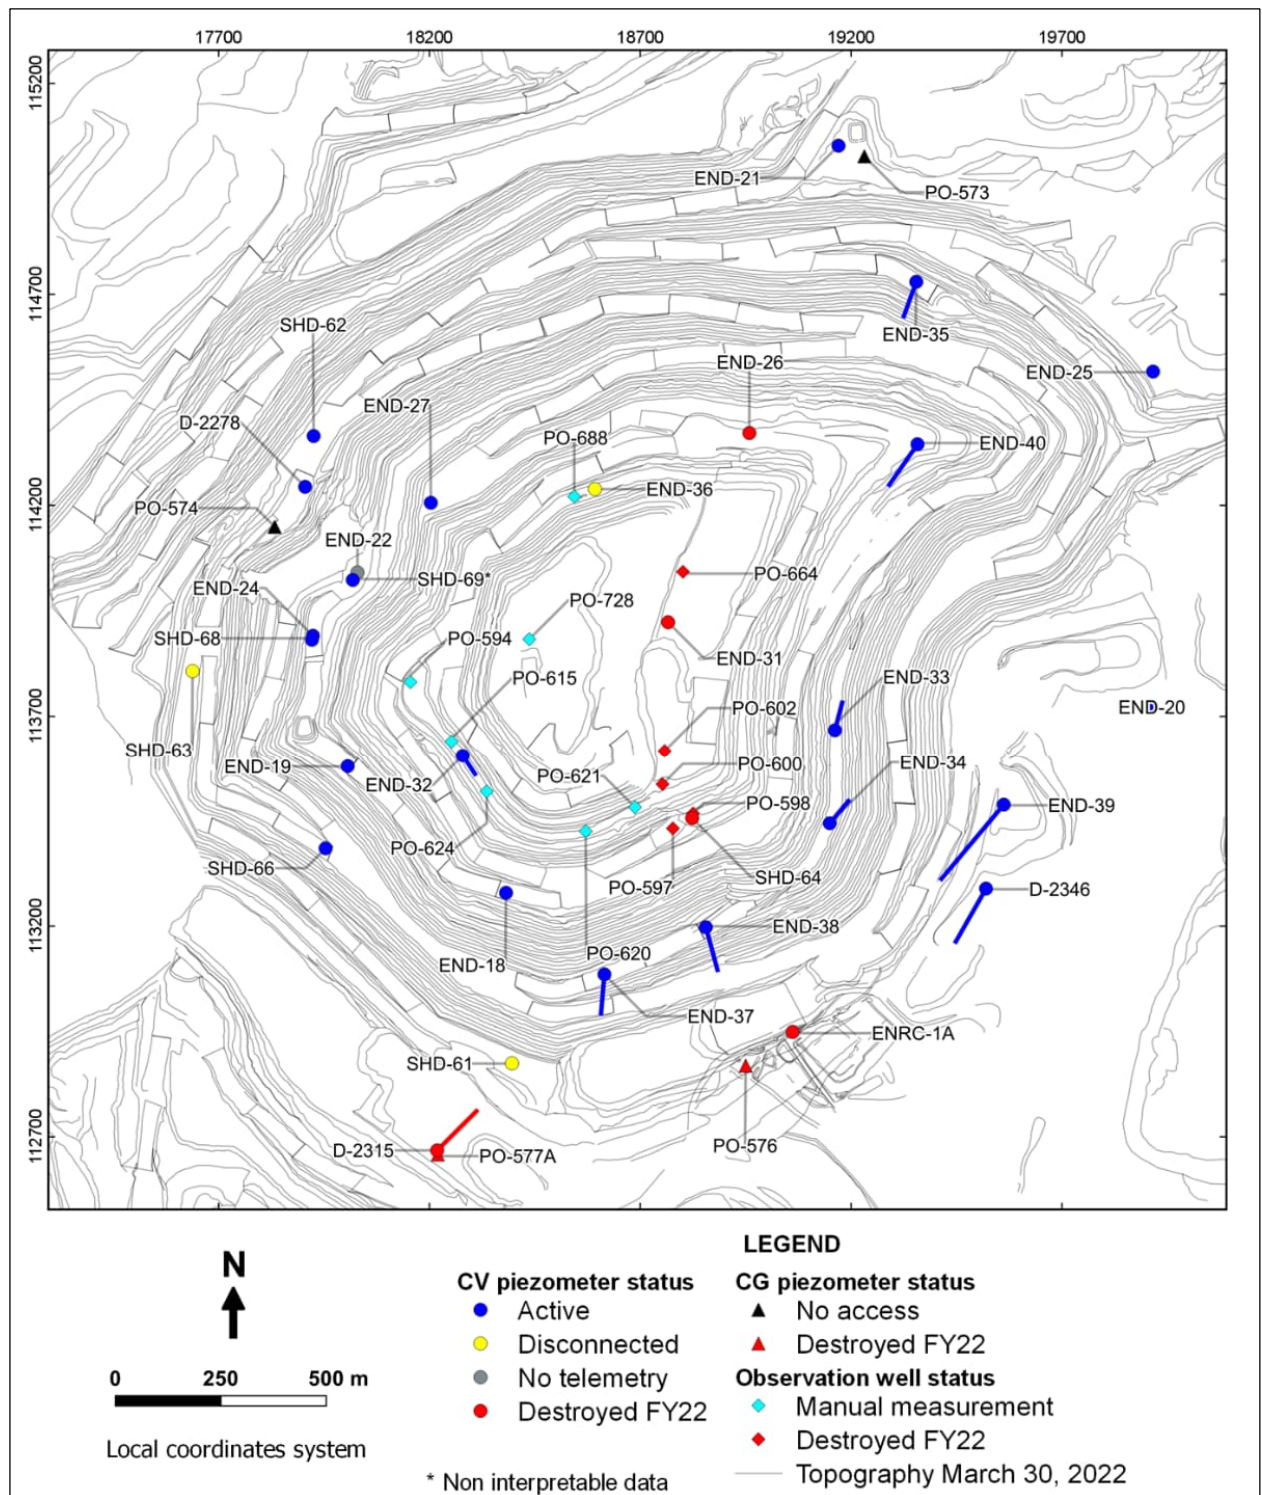 17700 18200 18700 19200 19700
115200
114700
114200
113700
113200
112700
END-21
PO-573
SHD-62
END-35
END-26
END-25
END-27
D-2278
PO-688
END-40
END-36
PO-574
END-22
PO-664
SHD-69*
END-24
PO-728
SHD-68
PO-594
END-31
PO-615
END-33
PO-602
END-20
SHD-63
END-19
END-34
PO-600
PO-621
END-32
PO-598
END-39
PO-624
SHD-66
SHD-64
PO-597
D-2346
END-38
PO-620
END-18
END-37
ENRC-1A
SHD-61
PO-576
D-2315
PO-577A
N
0 250 500 m
Local coordinates system
LEGEND
CV piezometer status
Active
Disconnected
No telemetry
Destroyed FY22
* Non interpretable data
CG piezometer status
No access
Destroyed FY22
Observation well status
Manual measurement
Destroyed FY22
Topography March 30, 2022